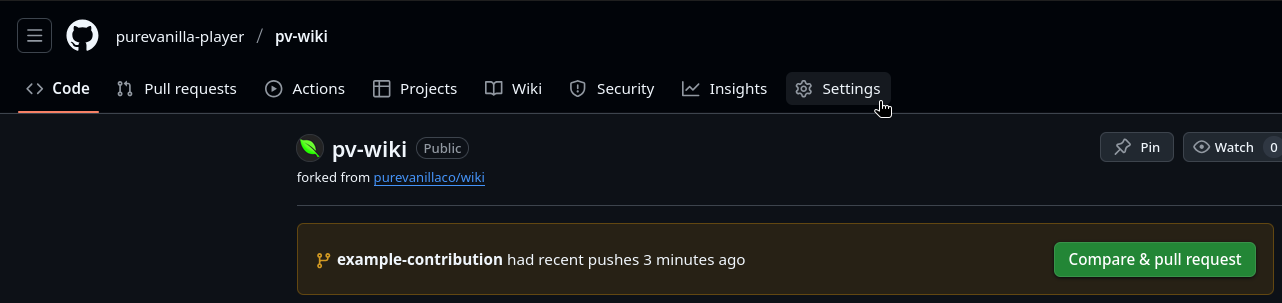 purevanilla-player / pv-wiki
Code Pull requests Actions Projects Wiki Security Insights Settings
pv-wiki Public Pin Watch 0
forked from purevanillaco/wiki
example-contribution had recent pushes 3 minutes ago Compare & pull request